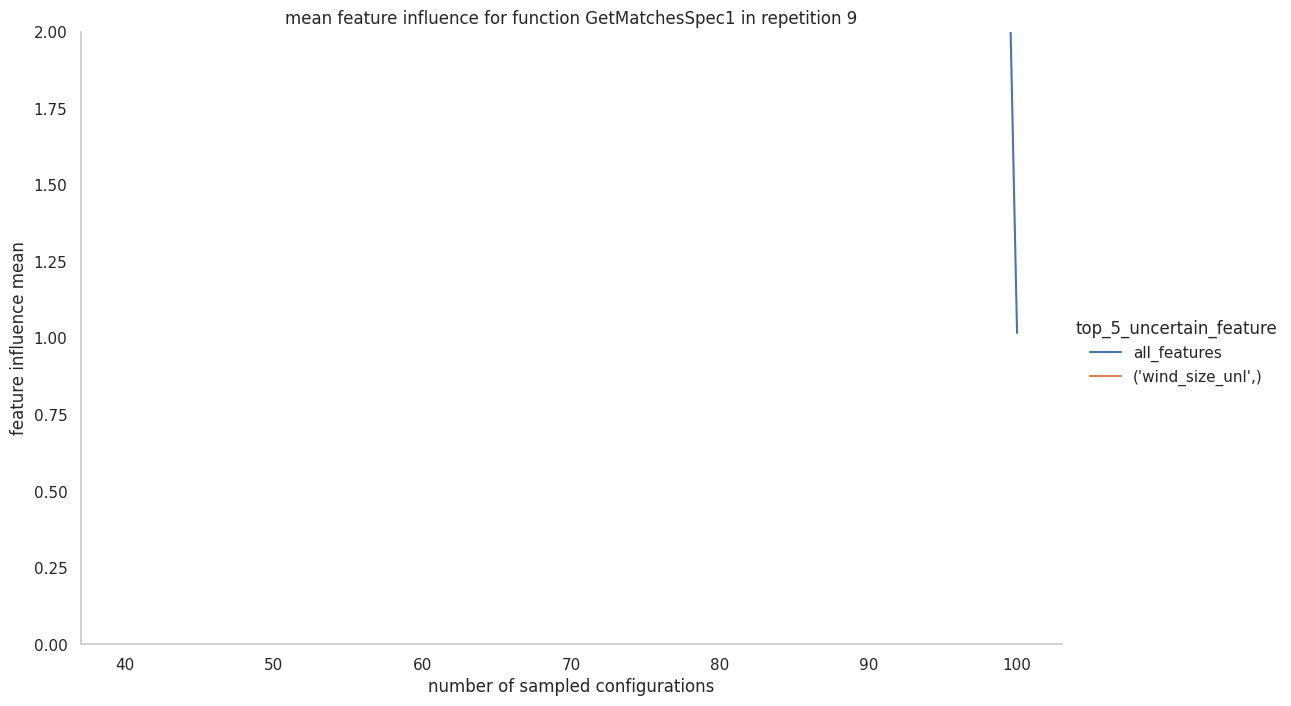 mean feature influence for function GetMatchesSpec1 in repetition 9
2.00
1.75
1.50
1.25
1.00
0.75
0.50
0.25
0.00
feature influence mean
40 50 60 70 80 90 100
number of sampled configurations
top_5_uncertain_feature
all_features
('wind_size_unl',)